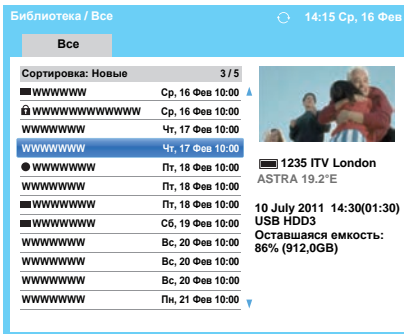 Библиотека / Все
14:15 Ср, 16 Фев
Все
Сортировка: Новые 3 / 5
WWWWWW Ср, 16 Фев 10:00
WWWWWWWWWWWW Ср, 16 Фев 10:00
WWWWWWW Чт, 17 Фев 10:00
WWWWWWW Чт, 17 Фев 10:00
WWWWWWW Пт, 18 Фев 10:00
WWWWWWW Пт, 18 Фев 10:00
WWWWWWW Пт, 18 Фев 10:00
WWWWWWW Сб, 19 Фев 10:00
WWWWWWW Вс, 20 Фев 10:00
WWWWWWW Вс, 20 Фев 10:00
WWWWWWW Вс, 20 Фев 10:00
WWWWWWW Пн, 21 Фев 10:00
1235 ITV London
ASTRA 19.2°E
10 July 2011 14:30(01:30)
USB HDD3
Оставшаяся емкость:
86% (912,0GB)